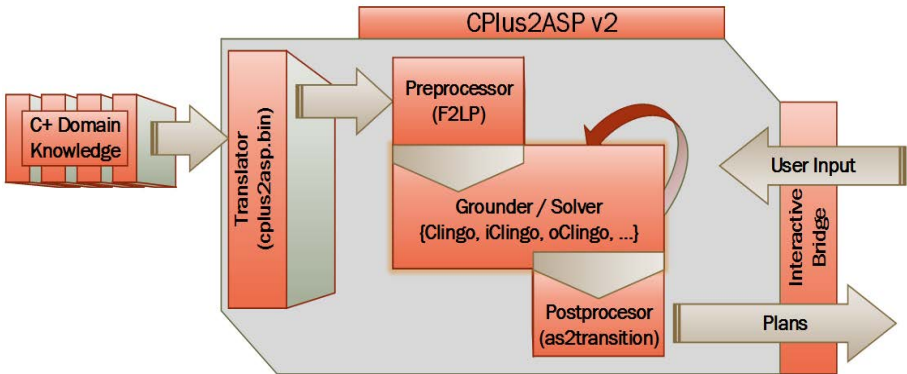 CPlus2ASP v2
C+ Domain
Knowledge
Translator
(cplus2asp.bin)
Preprocessor
(F2LP)
Grounder / Solver
{Clingo, iClingo, oClingo, ...}
Postprocesor
(as2transition)
User Input
Interactive
Bridge
Plans